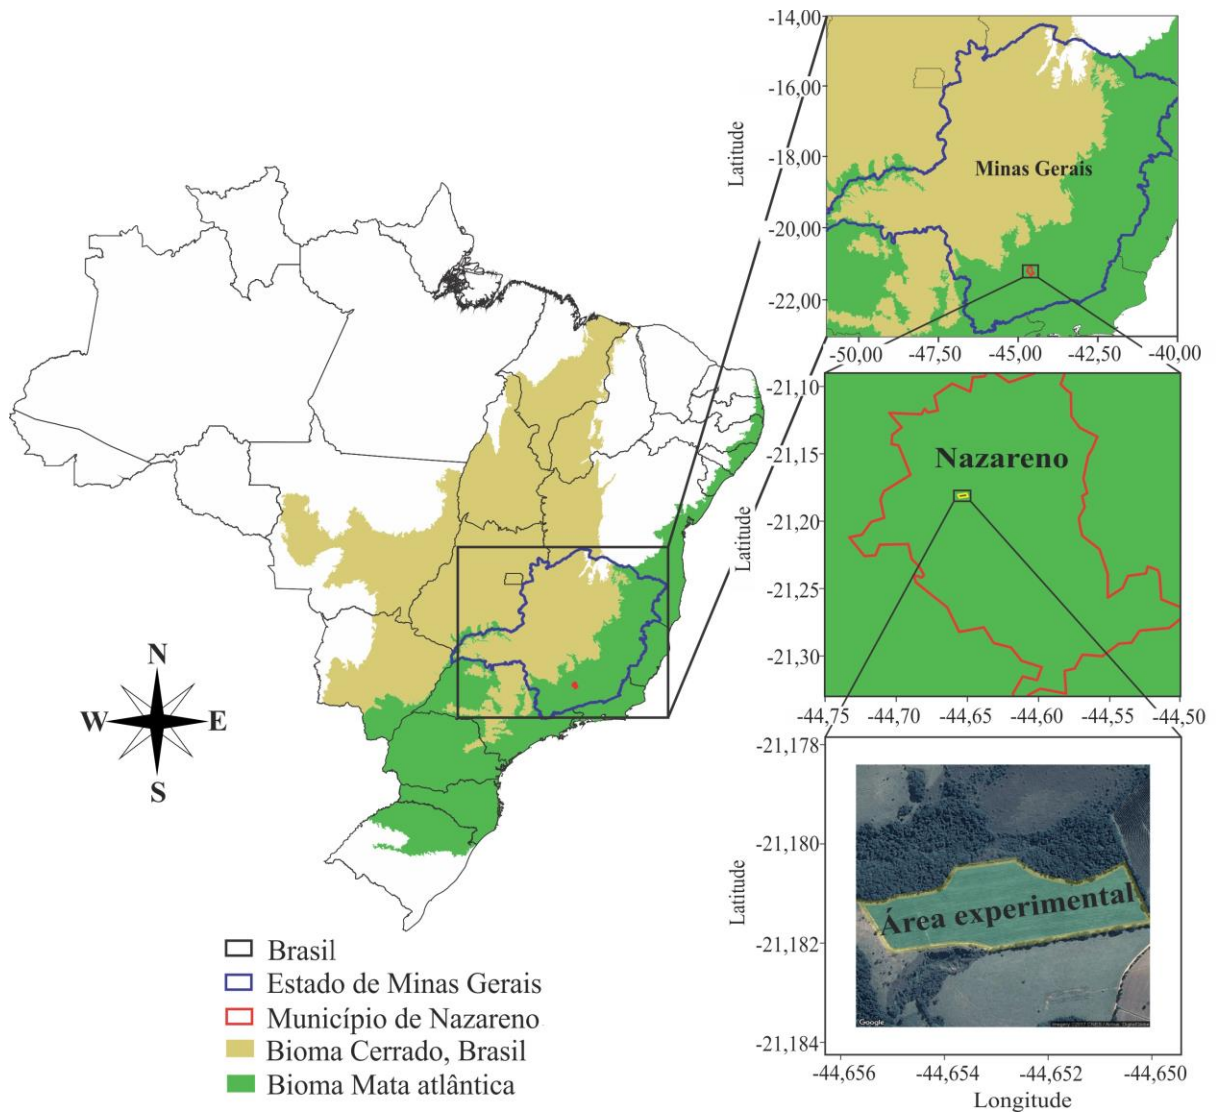 -14,00
-16,00
-18,00
-20,00
-22,00
Latitude
Minas Gerais
-50,00 -47,50 -45,00 -42,50 -40,00
-21,10
-21,15
-21,20
-21,25
-21,30
Latitude
Nazareno
-44,75 -44,70 -44,65 -44,60 -44,55 -44,50
-21,178
-21,180
-21,182
-21,184
Latitude
Área experimental
Google
-44,656 -44,654 -44,652 -44,650
Longitude
N
W E
S
Brasil
Estado de Minas Gerais
Município de Nazareno
Bioma Cerrado, Brasil
Bioma Mata atlântica